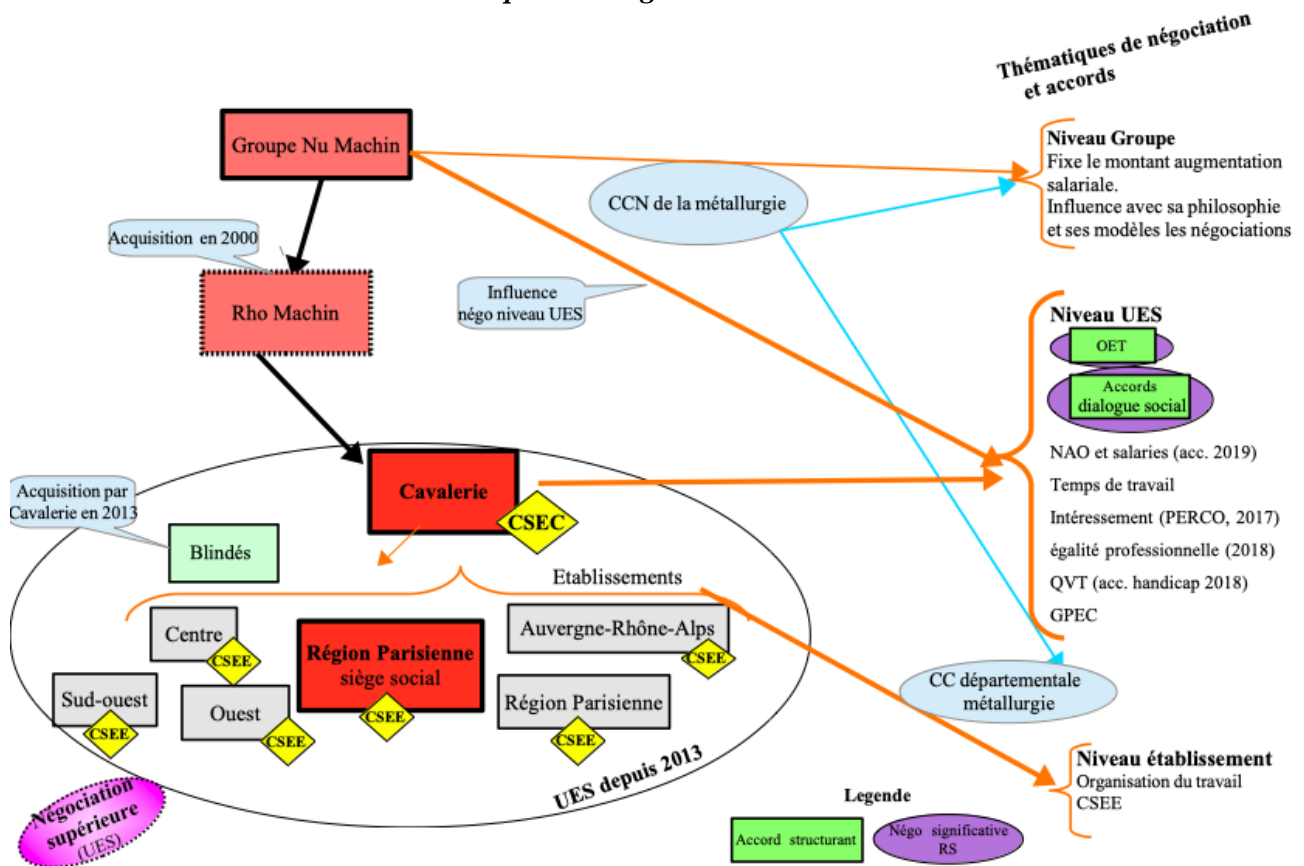 Thématiques de négociation
et accords
Groupe Nu Machin
Acquisition en 2000
Rho Machin
CCN de la métallurgie
Influence
négo niveau UES
Niveau Groupe
Fixe le montant augmentation
salariale.
Influence avec sa philosophie
et ses modèles les négociations
Niveau UES
OET
Accords
dialogue social
NAO et salaries (acc. 2019)
Temps de travail
Intéressement (PERCO, 2017)
égalité professionnelle (2018)
QVT (acc. handicap 2018)
GPEC
Cavalerie
CSEC
Acquisition par
Cavalerie en 2013
Blindés
Etablissements
Centre
CSEE
Auvergne-Rhône-Alps
CSEE
Région Parisienne
siège social
CSEE
Sud-ouest
CSEE
Ouest
CSEE
Région Parisienne
CSEE
UES depuis 2013
Négociation
supérieure
(UES)
CC départementale
métallurgie
Niveau établissement
Organisation du travail
CSEE
Legende
Accord structurant
Négo significative
RS